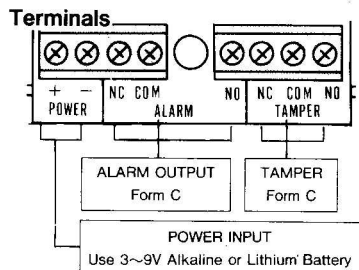 Terminals
+ - NC COM NO NC COM NO
POWER ALARM TAMPER
ALARM OUTPUT
Form C
TAMPER
Form C
POWER INPUT
Use 3~9V Alkaline or Lithium Battery